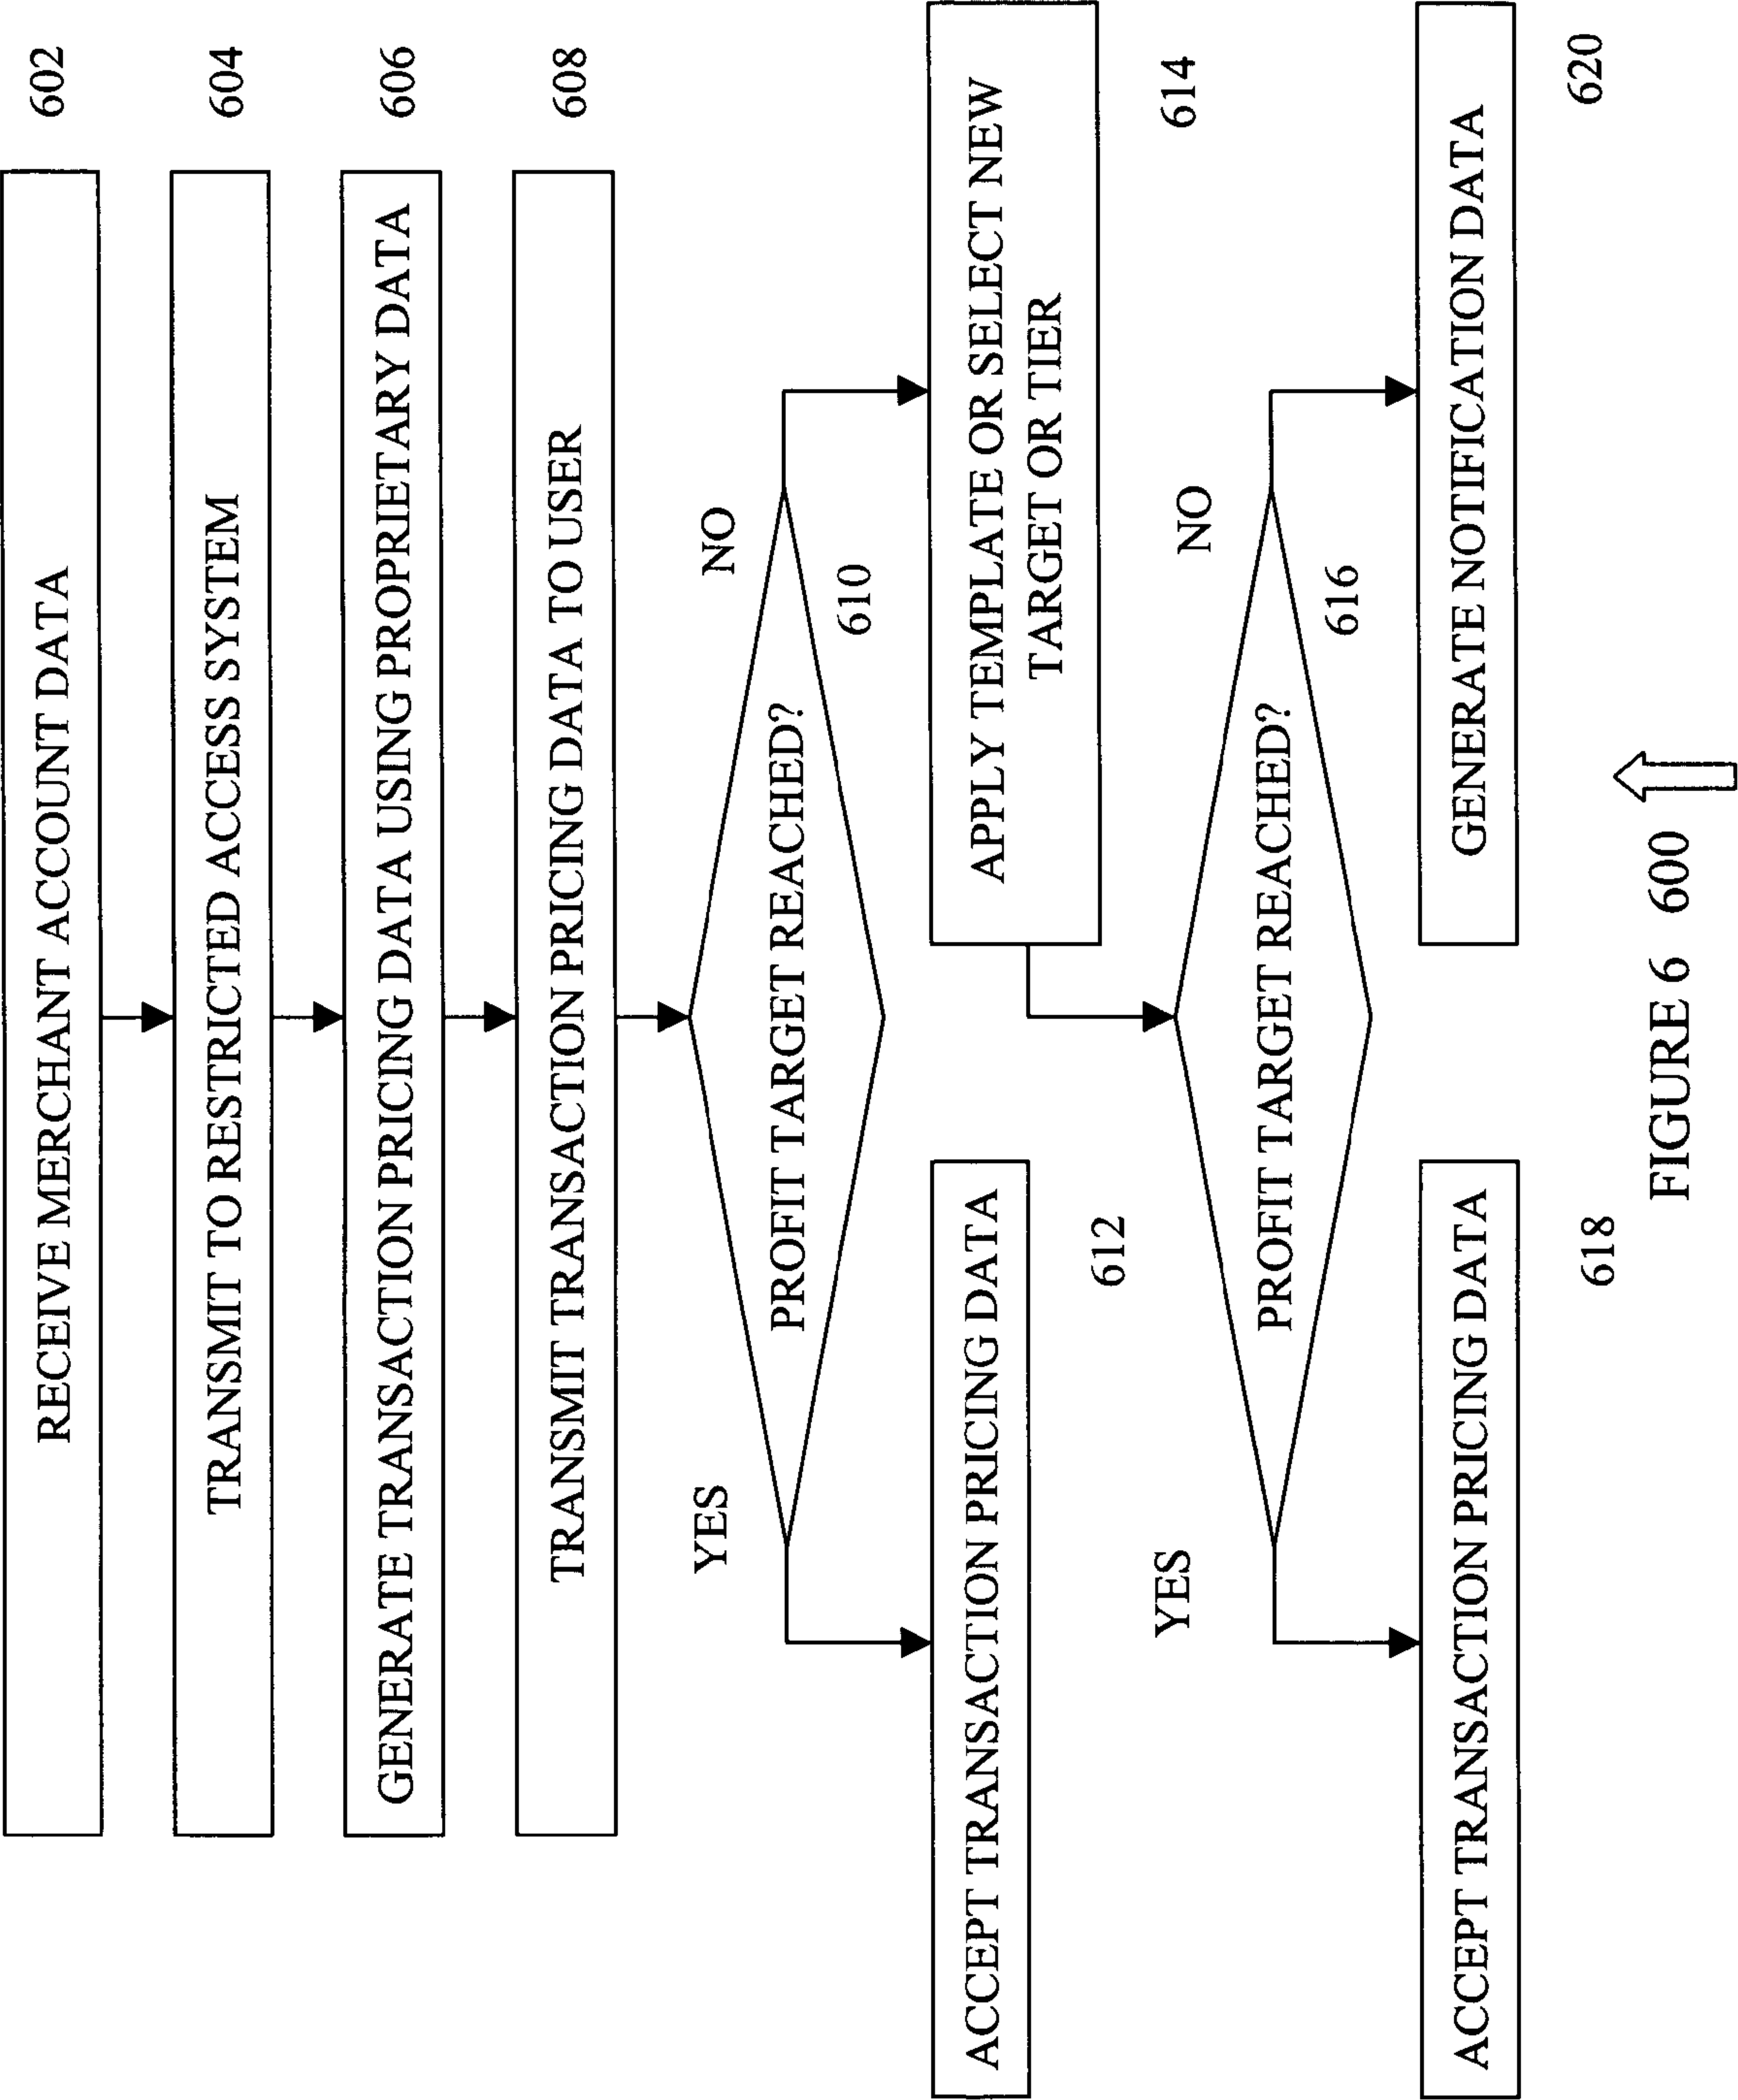 RECEIVE MERCHANT ACCOUNT DATA
602
TRANSMIT TO RESTRICTED ACCESS SYSTEM
604
GENERATE TRANSACTION PRICING DATA USING PROPRIETARY DATA
606
TRANSMIT TRANSACTION PRICING DATA TO USER
608
YES
NO
PROFIT TARGET REACHED?
610
ACCEPT TRANSACTION PRICING DATA
612
APPLY TEMPLATE OR SELECT NEW
TARGET OR TIER
614
YES
NO
PROFIT TARGET REACHED?
616
ACCEPT TRANSACTION PRICING DATA
618
GENERATE NOTIFICATION DATA
620
FIGURE 6 600